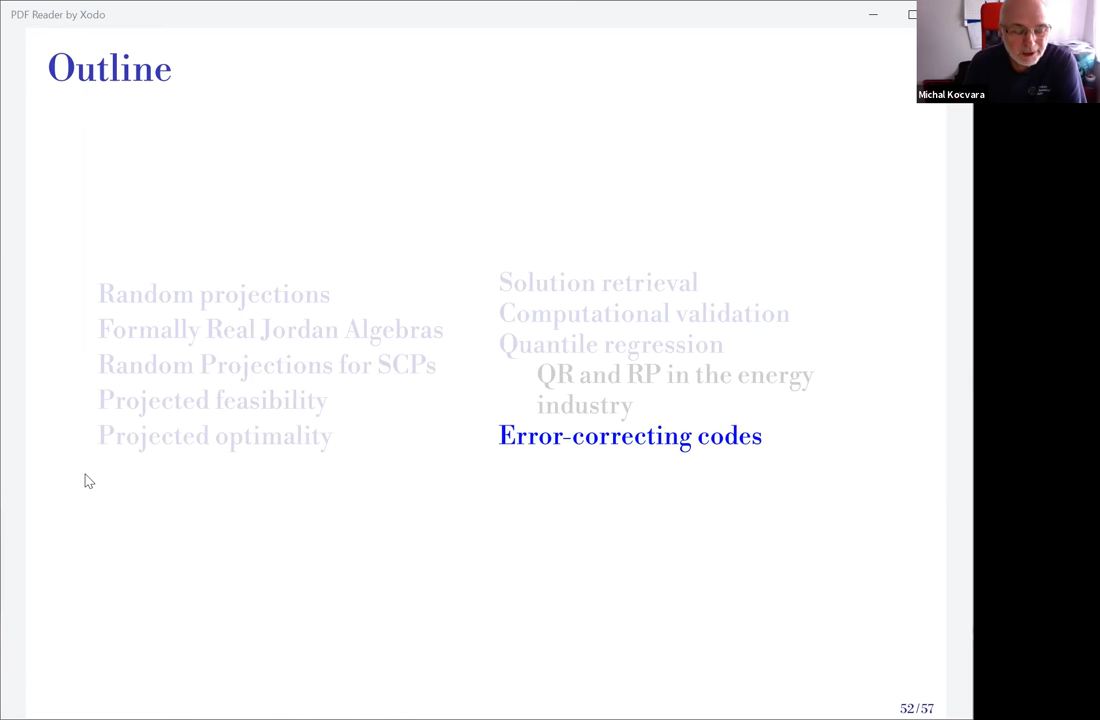 PDF Reader by Xodo
Outline
Random projections
Formally Real Jordan Algebras
Random Projections for SCPs
Projected feasibility
Projected optimality
Solution retrieval
Computational validation
Quantile regression
QR and RP in the energy
industry
Error-correcting codes
Michal Kocvara
52/57